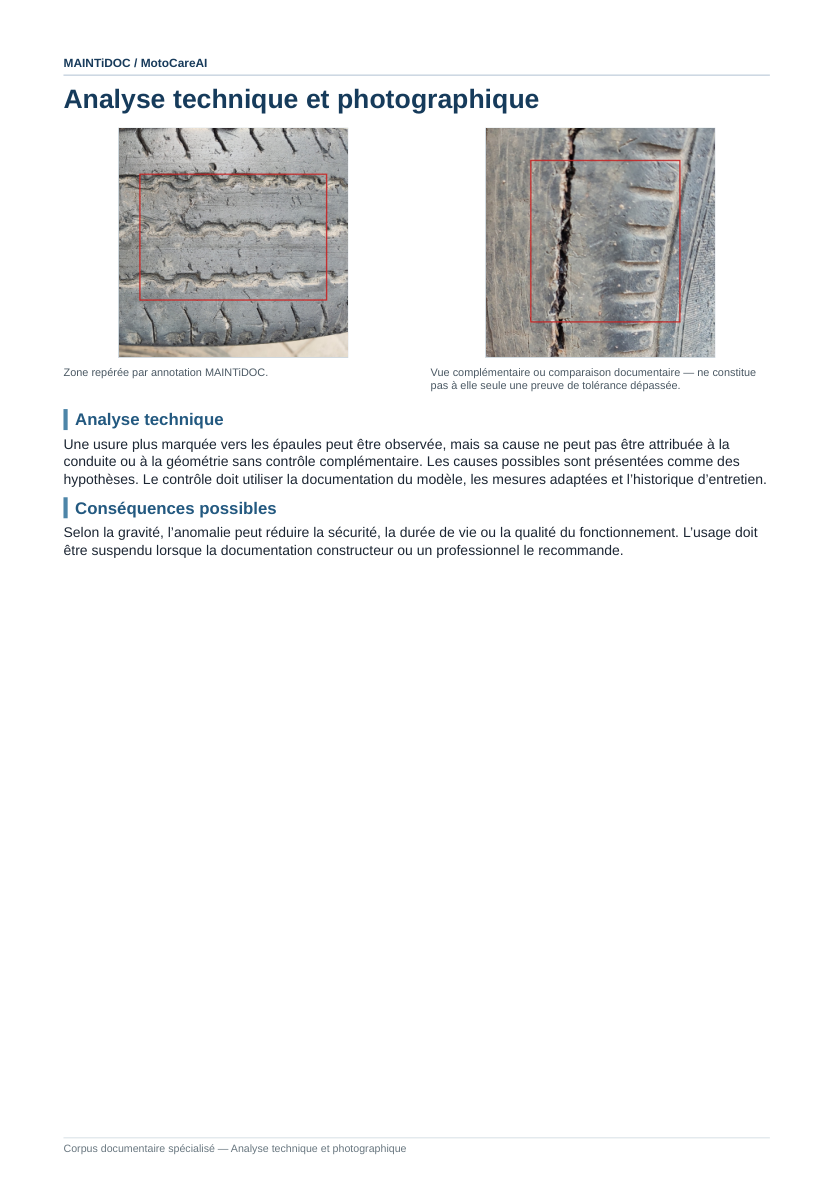 MAINTiDOC / MotoCareAI
Analyse technique et photographique
Zone repérée par annotation MAINTiDOC.
Vue complémentaire ou comparaison documentaire — ne constitue
pas à elle seule une preuve de tolérance dépassée.
Analyse technique
Une usure plus marquée vers les épaules peut être observée, mais sa cause ne peut pas être attribuée à la
conduite ou à la géométrie sans contrôle complémentaire. Les causes possibles sont présentées comme des
hypothèses. Le contrôle doit utiliser la documentation du modèle, les mesures adaptées et l’historique d’entretien.
Conséquences possibles
Selon la gravité, l’anomalie peut réduire la sécurité, la durée de vie ou la qualité du fonctionnement. L’usage doit
être suspendu lorsque la documentation constructeur ou un professionnel le recommande.
Corpus documentaire spécialisé — Analyse technique et photographique